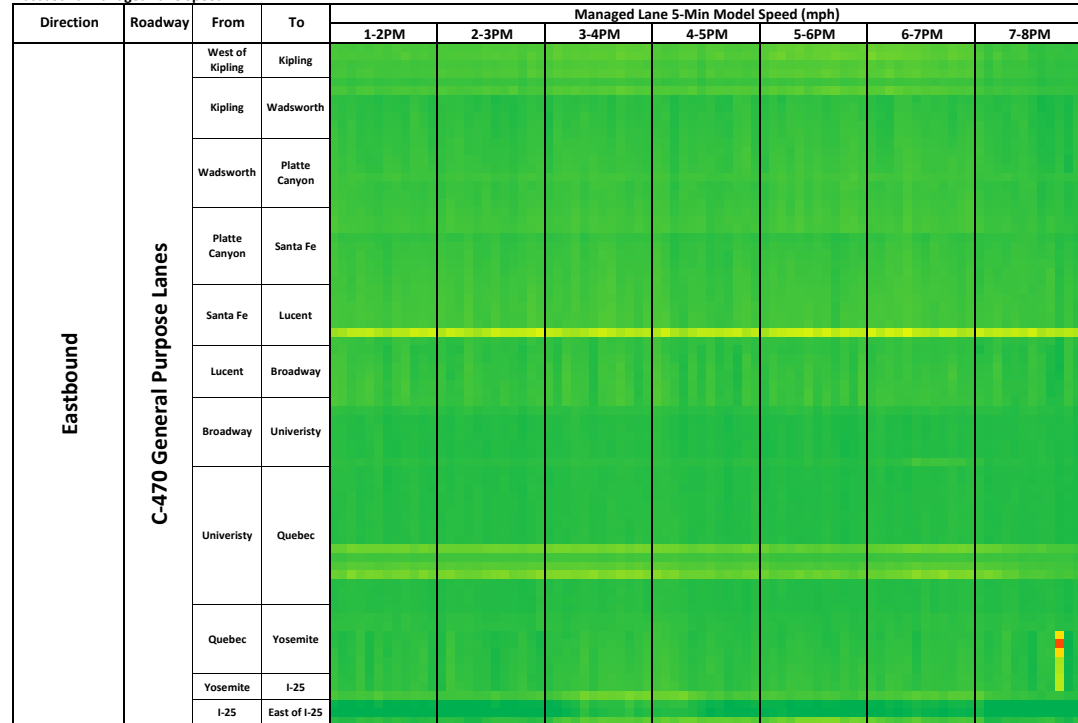 Direction Roadway From To Managed Lane 5-Min Model Speed (mph)
1-2PM 2-3PM 3-4PM 4-5PM 5-6PM 6-7PM 7-8PM
Eastbound
C-470 General Purpose Lanes
West of
Kipling
Kipling
Kipling Wadsworth
Wadsworth
Platte
Canyon
Platte
Canyon
Santa Fe
Santa Fe Lucent
Lucent Broadway
Broadway Univeristy
Univeristy Quebec
Quebec Yosemite
Yosemite I-25
I-25 East of I-25